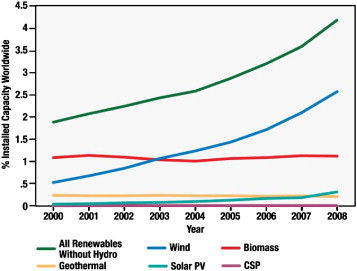 4.5
4
3.5
3
2.5
2
1.5
1
.5
0
% Installed Capacity Worldwide
2000 2001 2002 2003 2004 2005 2006 2007 2008
Year
All Renewables Without Hydro
Wind
Biomass
Geothermal
Solar PV
CSP